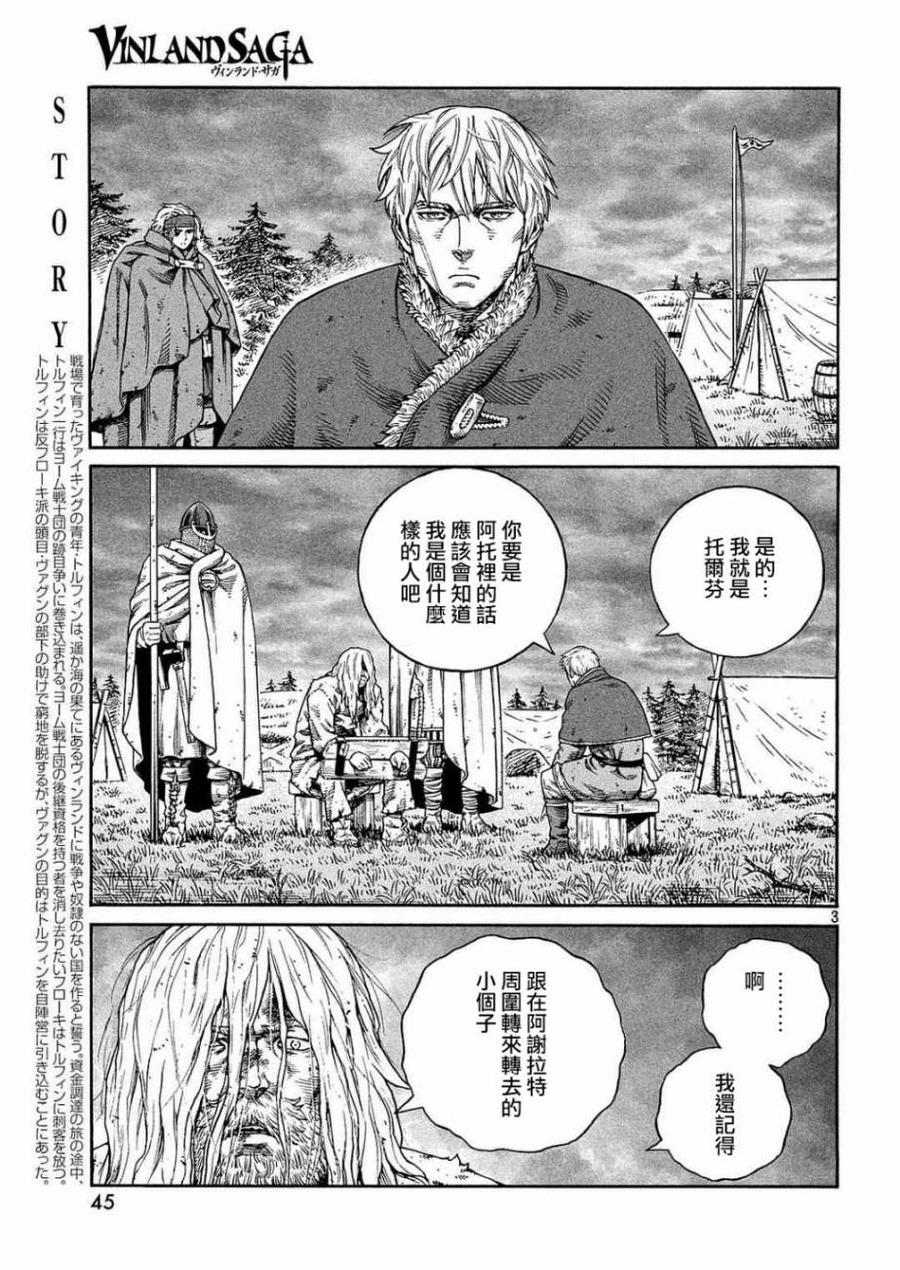 VINLAND SAGA
ヴィンランド・サガ
STORY
戦場で育ったヴァイキングの青年・トルフィンは、遥か海の果てにあるヴィンランドに戦争や奴隷のない国を作ると誓う。資金調達の旅の途中、
トルフィン一行はヨーム戦士団の跡目争いに巻き込まれる。ヨーム戦士団の後継資格を持つ者を消し去りたいフローキはトルフィンに刺客を放つ。
トルフィンは反フローキ派の頭目・ヴァグンの部下の助けで窮地を脱するが、ヴァグンの目的はトルフィンを自陣営に引き込むことにあった。
是的…
我就是
托爾芬
你要是
阿托裡的話
應該會知道
我是個什麼
樣的人吧
3
………
啊
我還記得
跟在阿謝拉特
周圍轉來轉去的
小個子
45